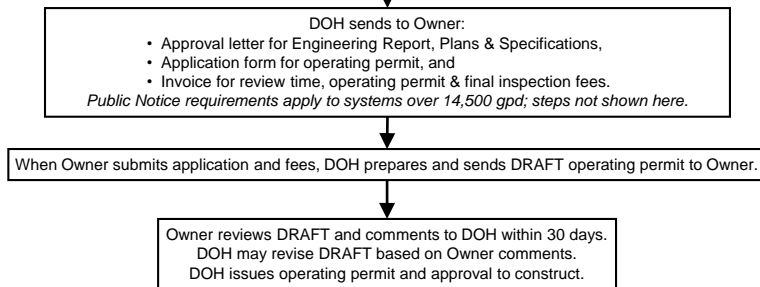 DOH sends to Owner:
• Approval letter for Engineering Report, Plans & Specifications,
• Application form for operating permit, and
• Invoice for review time, operating permit & final inspection fees.
Public Notice requirements apply to systems over 14,500 gpd; steps not shown here.
When Owner submits application and fees, DOH prepares and sends DRAFT operating permit to Owner.
Owner reviews DRAFT and comments to DOH within 30 days.
DOH may revise DRAFT based on Owner comments.
DOH issues operating permit and approval to construct.